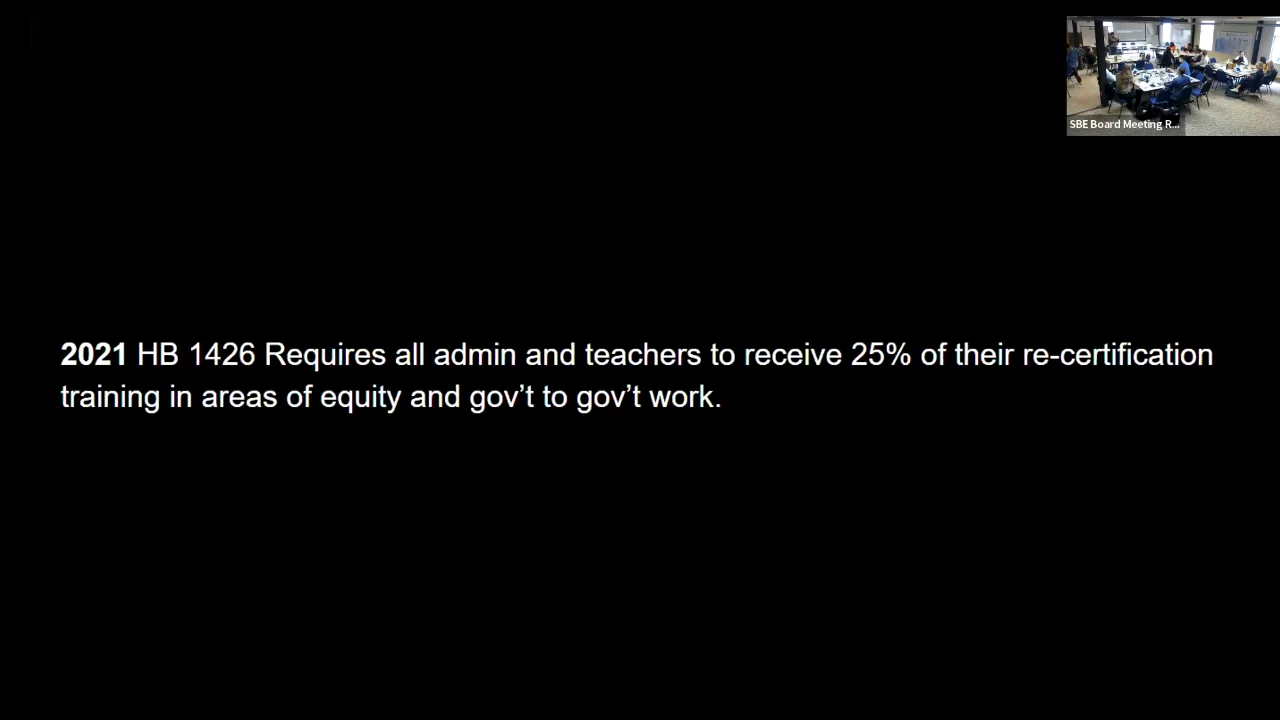 SBE Board Meeting R...
2021 HB 1426 Requires all admin and teachers to receive 25% of their re-certification
training in areas of equity and gov’t to gov’t work.